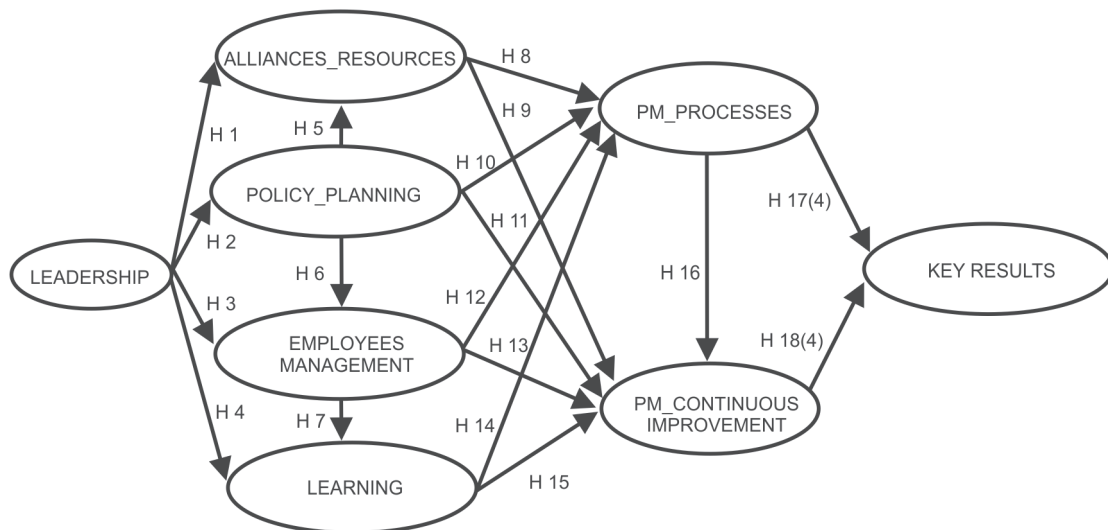 ALLIANCES_RESOURCES
H 8
PM_PROCESSES
H 9
H 1
H 5
H 10
POLICY_PLANNING
H 17(4)
H 11
H 2
LEADERSHIP
H 6
H 16
KEY RESULTS
H 3
H 12
EMPLOYEES
MANAGEMENT
H 13
H 18(4)
H 4
H 7
H 14
PM_CONTINUOUS
IMPROVEMENT
LEARNING
H 15